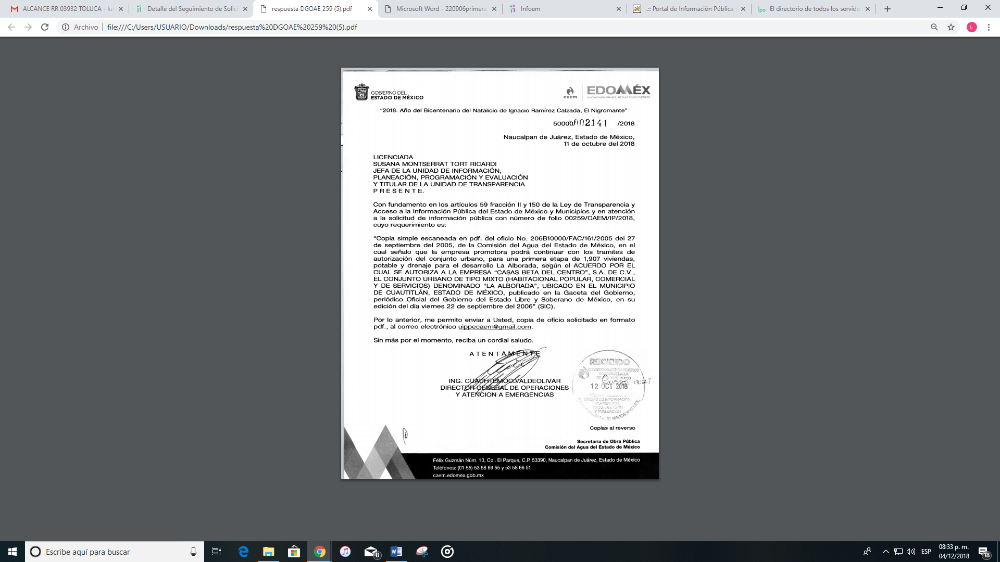 ALCANCE RR 03932 TOLUCA - lui
Detalle del Seguimiento de Solici
respuesta DGOAE 259 (5).pdf
Microsoft Word - 220906primera
Infoem
..:: Portal de Información Pública
El directorio de todos los servido
Archivo
file:///C:/Users/USUARIO/Downloads/respuesta%20DGOAE%20259%20(5).pdf
L
GOBIERNO DEL
ESTADO DE MÉXICO
caem
EDOMÉX
DECISIONES FIRMES, RESULTADOS FUERTES.
“2018. Año del Bicentenario del Natalicio de Ignacio Ramírez Calzada, El Nigromante”
50000/002141 /2018
Naucalpan de Juárez, Estado de México,
11 de octubre del 2018
LICENCIADA
SUSANA MONTSERRAT TORT RICARDI
JEFA DE LA UNIDAD DE INFORMACIÓN,
PLANEACIÓN, PROGRAMACIÓN Y EVALUACIÓN
Y TITULAR DE LA UNIDAD DE TRANSPARENCIA
P R E S E N T E.
Con fundamento en los artículos 59 fracción II y 150 de la Ley de Transparencia y
Acceso a la Información Pública del Estado de México y Municipios y en atención
a la solicitud de información pública con número de folio 00259/CAEM/IP/2018,
cuyo requerimiento es:
“Copia simple escaneada en pdf. del oficio No. 206B10000/FAC/161/2005 del 27
de septiembre del 2005, de la Comisión del Agua del Estado de México, en el
cual señalo que la empresa promotora podrá continuar con los tramites de
autorización del conjunto urbano, para una primera etapa de 1,907 viviendas,
potable y drenaje para el desarrollo La Alborada, según el ACUERDO POR EL
CUAL SE AUTORIZA A LA EMPRESA “CASAS BETA DEL CENTRO”, S.A. DE C.V.,
EL CONJUNTO URBANO DE TIPO MIXTO (HABITACIONAL POPULAR, COMERCIAL
Y DE SERVICIOS) DENOMINADO “LA ALBORADA”, UBICADO EN EL MUNICIPIO
DE CUAUTITLÁN, ESTADO DE MÉXICO, publicado en la Gaceta del Gobierno,
periódico Oficial del Gobierno del Estado Libre y Soberano de México, en su
edición del día viernes 22 de septiembre del 2006” (SIC).
Por lo anterior, me permito enviar a Usted, copia de oficio solicitado en formato
pdf., al correo electrónico uippecaem@gmail.com.
Sin más por el momento, reciba un cordial saludo.
A T E N T A M E N T E
ING. CUAUHTEMOC VALDEOLIVAR
DIRECTOR GENERAL DE OPERACIONES
Y ATENCIÓN A EMERGENCIAS
RECIBIDO
GOBIERNO DEL ESTADO DE MEXICO
COMISION DEL AGUA
DEL ESTADO DE MEXICO
12 OCT 2018
UNIDAD DE INFORMACIÓN,
PLANEACIÓN,
PROGRAMACIÓN
Y EVALUACIÓN
Copias al reverso
Secretaría de Obra Pública
Comisión del Agua del Estado de México
Félix Guzmán Núm. 10, Col. El Parque, C.P. 53390, Naucalpan de Juárez, Estado de México
Teléfonos: (01 55) 53 58 69 55 y 53 58 66 51.
caem.edomex.gob.mx
Escribe aquí para buscar
8
ESP
08:33 p. m.
04/12/2018
18